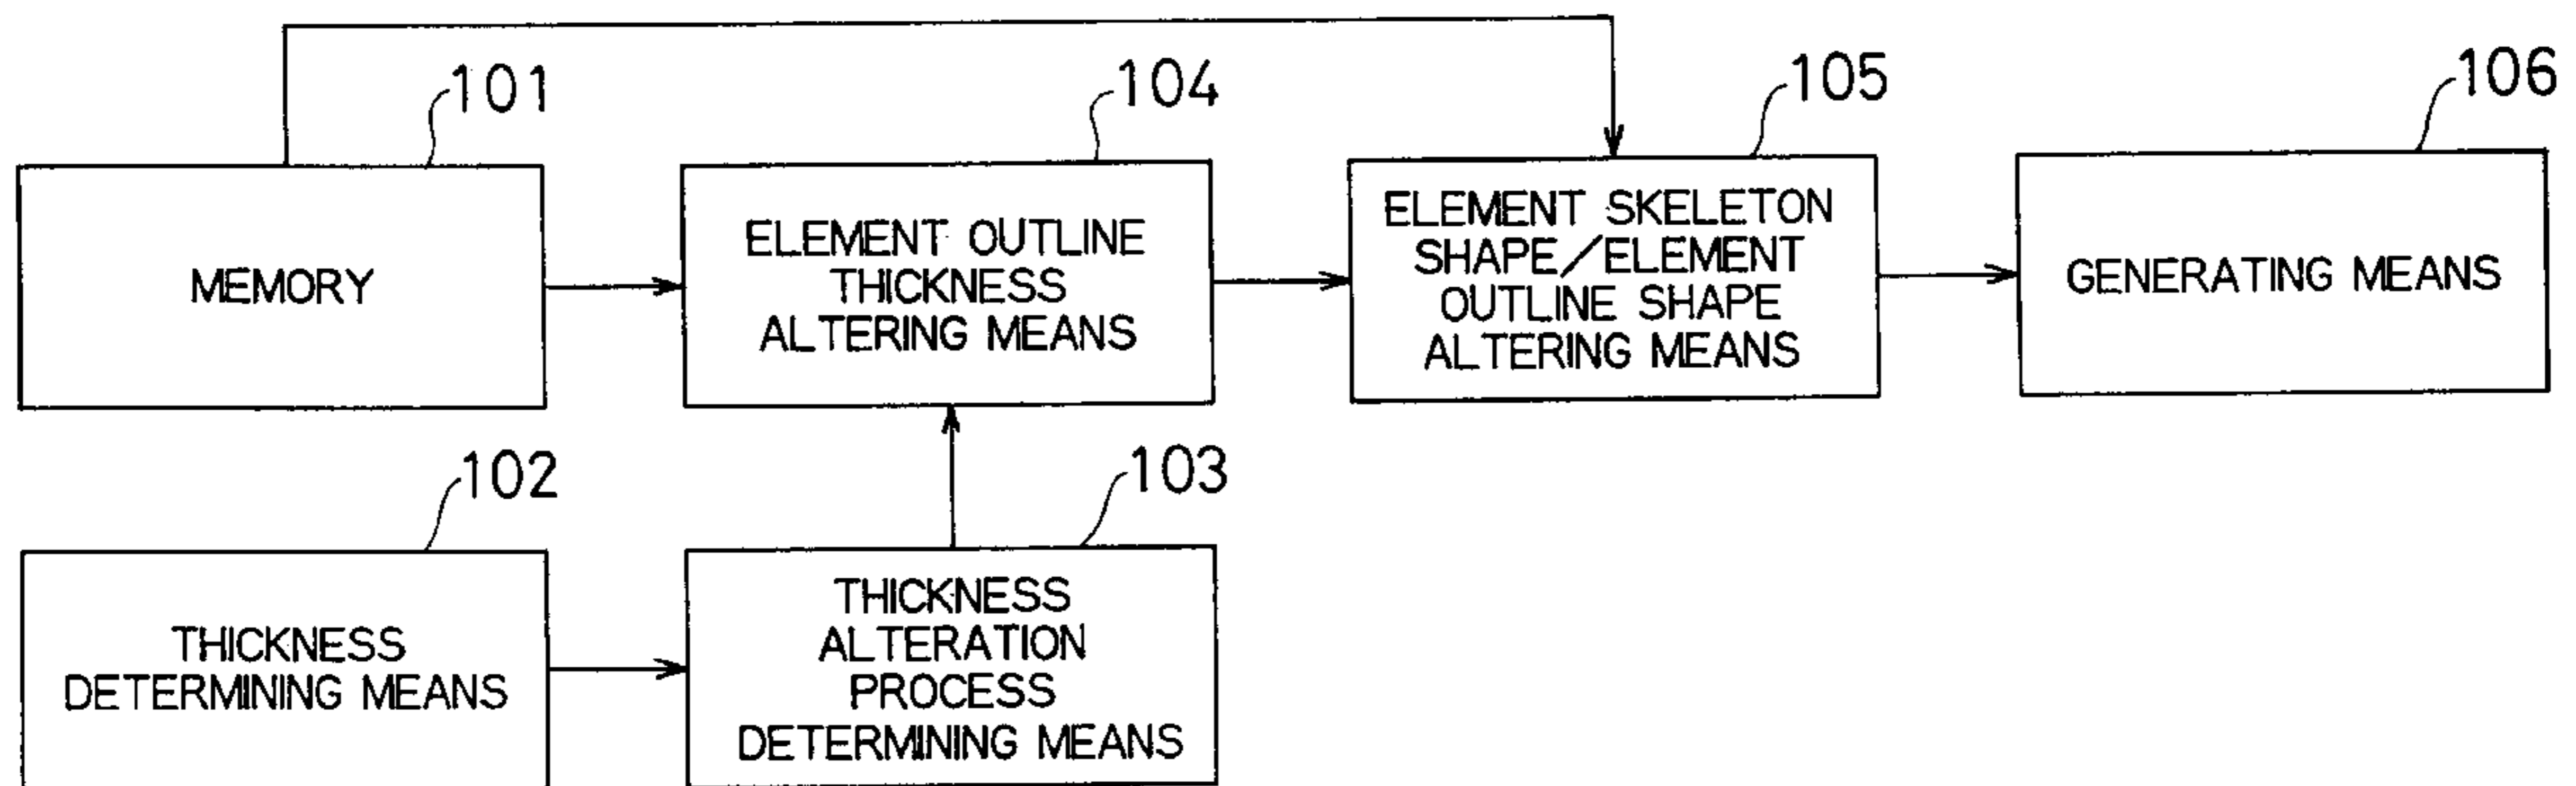 101
104
105
106
MEMORY
ELEMENT OUTLINE
THICKNESS
ALTERING MEANS
ELEMENT SKELETON
SHAPE/ELEMENT
OUTLINE SHAPE
ALTERING MEANS
GENERATING MEANS
102
103
THICKNESS
DETERMINING MEANS
THICKNESS
ALTERATION
PROCESS
DETERMINING MEANS